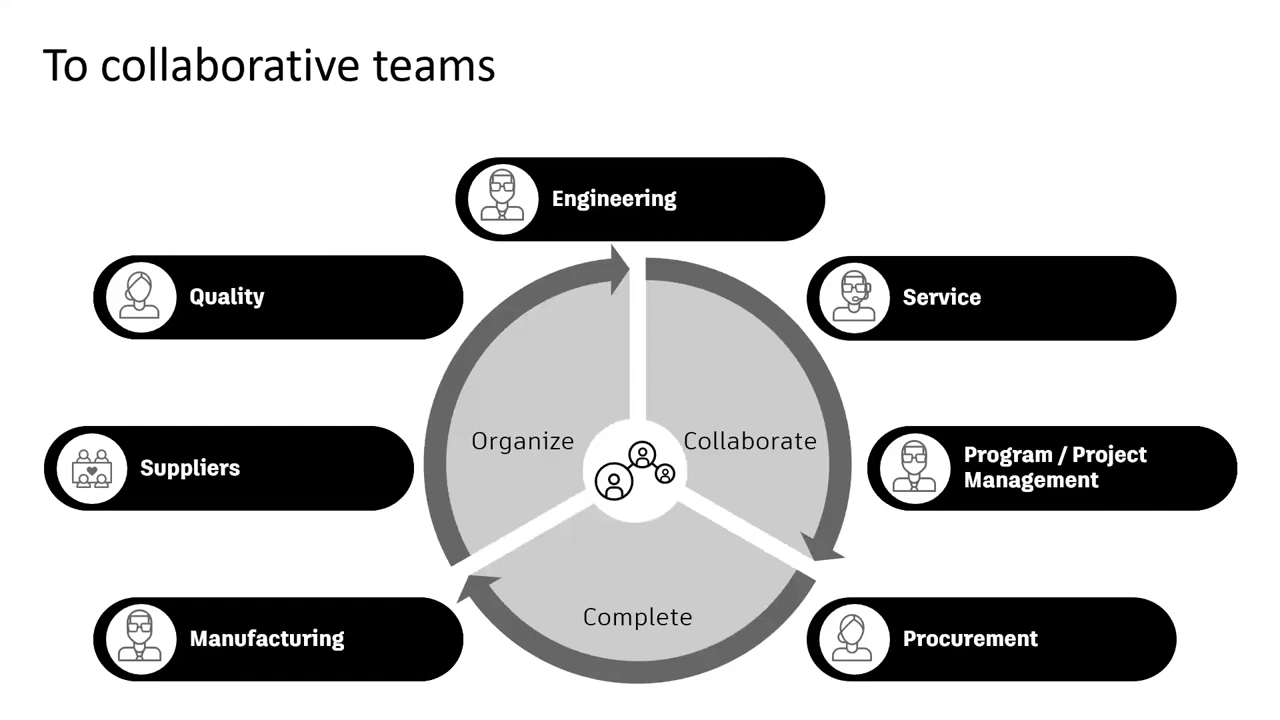 To collaborative teams
Engineering
Quality
Service
Organize
Collaborate
Suppliers
Program / Project
Management
Complete
Manufacturing
Procurement